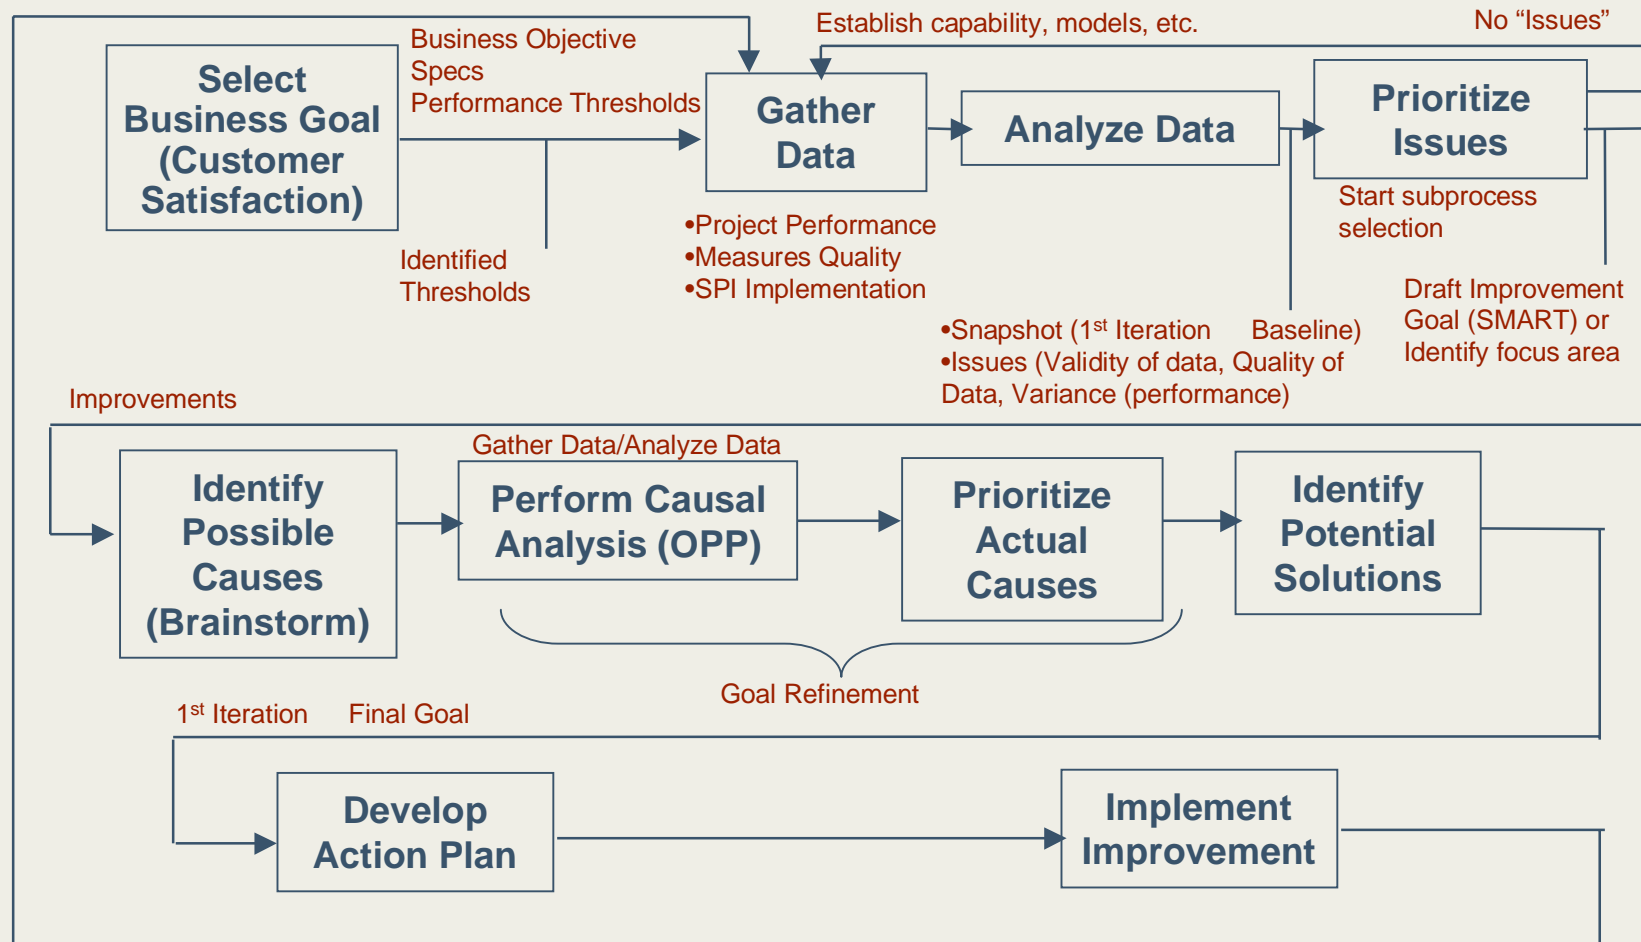 Establish capability, models, etc.
No “Issues”
Business Objective
Specs
Performance Thresholds
Select
Business Goal
(Customer
Satisfaction)
Gather
Data
Analyze Data
Prioritize
Issues
Identified
Thresholds
•Project Performance
•Measures Quality
•SPI Implementation
Start subprocess
selection
•Snapshot (1st Iteration Baseline)
•Issues (Validity of data, Quality of
Data, Variance (performance)
Draft Improvement
Goal (SMART) or
Identify focus area
Improvements
Gather Data/Analyze Data
Identify
Possible
Causes
(Brainstorm)
Perform Causal
Analysis (OPP)
Prioritize
Actual
Causes
Identify
Potential
Solutions
Goal Refinement
1st Iteration Final Goal
Develop
Action Plan
Implement
Improvement